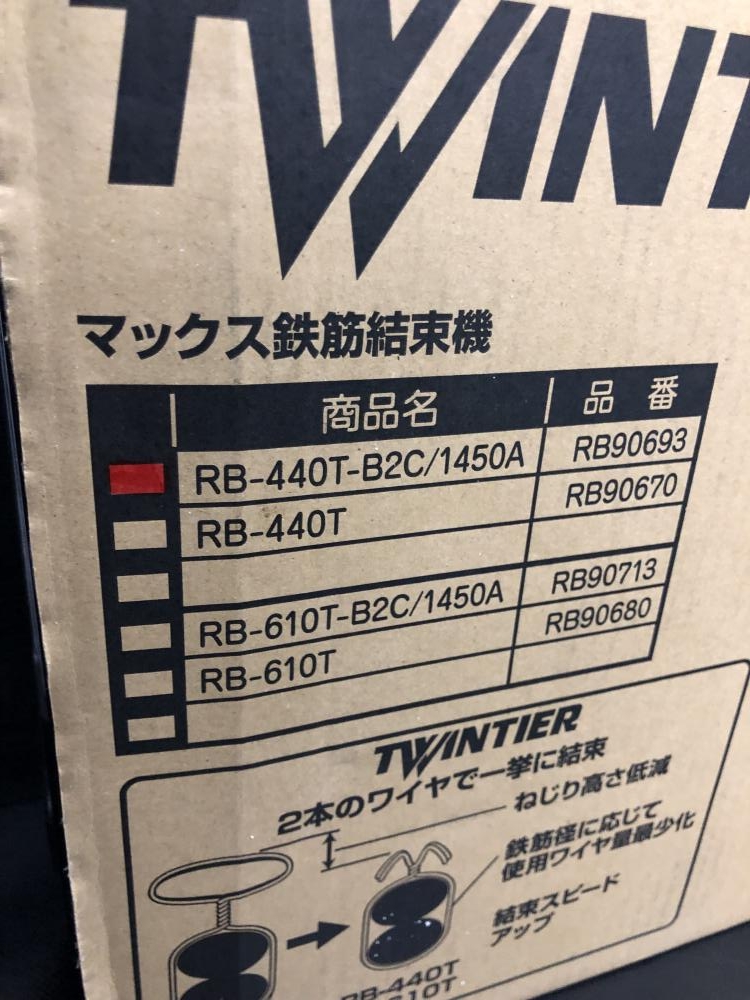 TWINT
マックス鉄筋結束機
商品名 品 番
RB-440T-B2C/1450A RB90693
RB-440T RB90670
RB-610T-B2C/1450A RB90713
RB-610T RB90680
TWINTIER
2本のワイヤで一挙に結束
ねじり高さ低減
鉄筋径に応じて
使用ワイヤ量最少化
結束スピード
アップ
RB-440T
610T